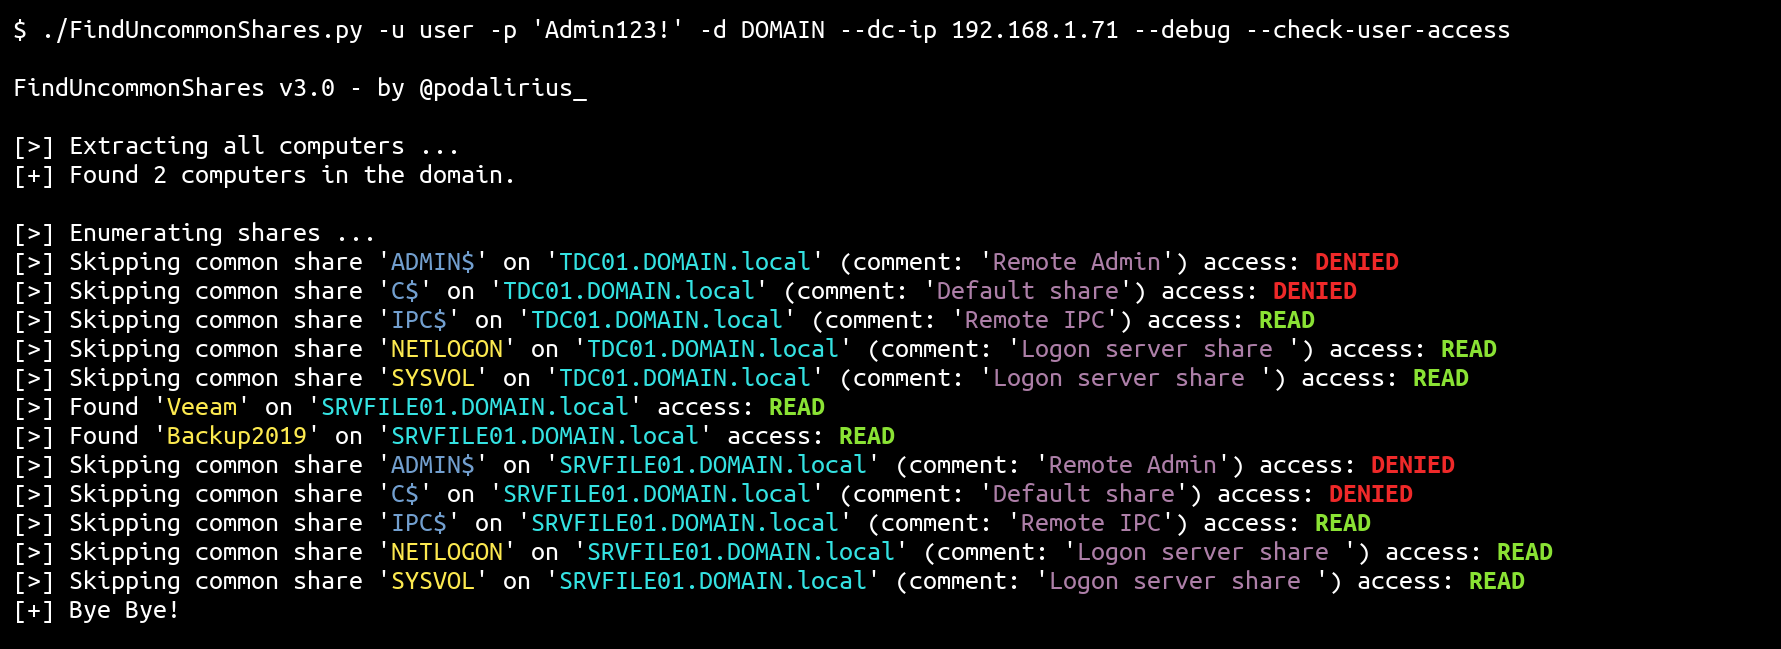 $ ./FindUncommonShares.py -u user -p 'Admin123!' -d DOMAIN --dc-ip 192.168.1.71 --debug --check-user-access
FindUncommonShares v3.0 - by @podalirius_
[>] Extracting all computers ...
[+] Found 2 computers in the domain.
[>] Enumerating shares ...
[>] Skipping common share 'ADMIN$' on 'TDC01.DOMAIN.local' (comment: 'Remote Admin') access: DENIED
[>] Skipping common share 'C$' on 'TDC01.DOMAIN.local' (comment: 'Default share') access: DENIED
[>] Skipping common share 'IPC$' on 'TDC01.DOMAIN.local' (comment: 'Remote IPC') access: READ
[>] Skipping common share 'NETLOGON' on 'TDC01.DOMAIN.local' (comment: 'Logon server share ') access: READ
[>] Skipping common share 'SYSVOL' on 'TDC01.DOMAIN.local' (comment: 'Logon server share ') access: READ
[>] Found 'Veeam' on 'SRVFILE01.DOMAIN.local' access: READ
[>] Found 'Backup2019' on 'SRVFILE01.DOMAIN.local' access: READ
[>] Skipping common share 'ADMIN$' on 'SRVFILE01.DOMAIN.local' (comment: 'Remote Admin') access: DENIED
[>] Skipping common share 'C$' on 'SRVFILE01.DOMAIN.local' (comment: 'Default share') access: DENIED
[>] Skipping common share 'IPC$' on 'SRVFILE01.DOMAIN.local' (comment: 'Remote IPC') access: READ
[>] Skipping common share 'NETLOGON' on 'SRVFILE01.DOMAIN.local' (comment: 'Logon server share ') access: READ
[>] Skipping common share 'SYSVOL' on 'SRVFILE01.DOMAIN.local' (comment: 'Logon server share ') access: READ
[+] Bye Bye!